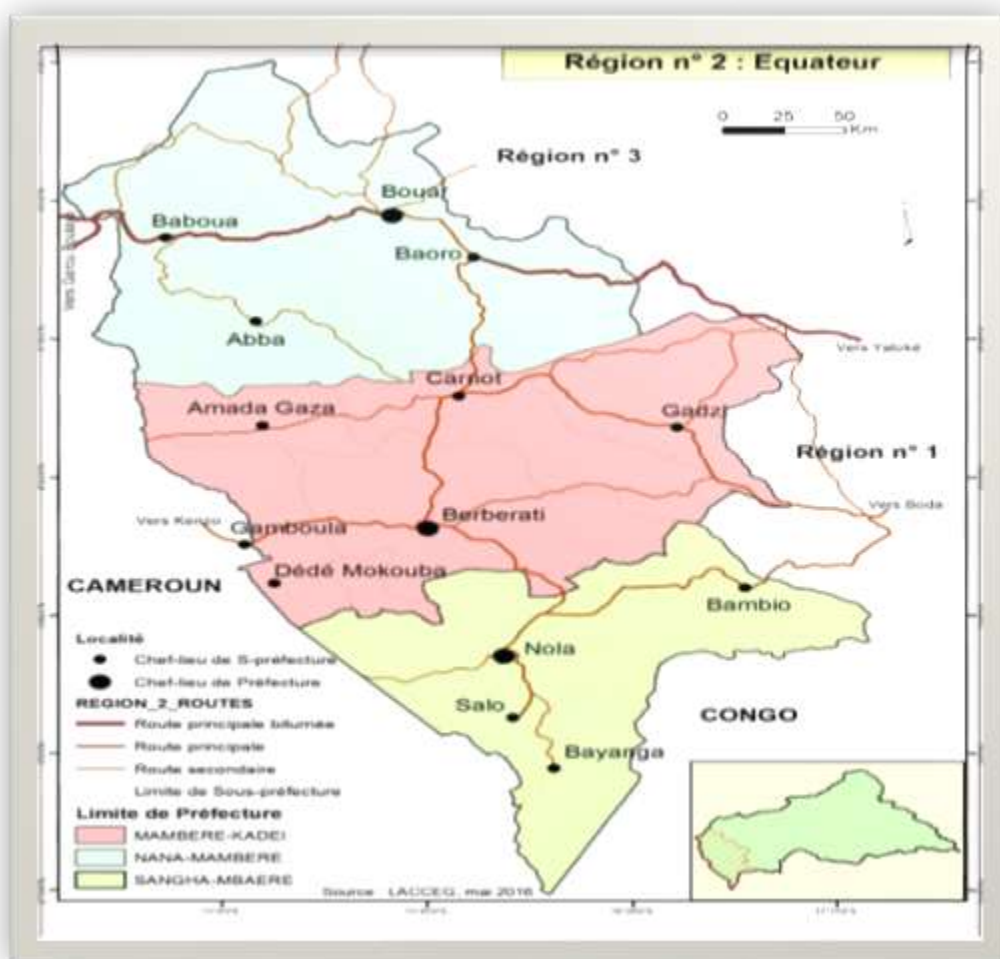 Région n° 2 : Equateur
0 25 50
Km
Région n° 3
Bouar
Baboua
Baoro
Abba
Vers Yaloké
Carnot
Amada Gaza
Gadzi
Région n° 1
Vers Boda
Vers Kenzo
Gamboula
Berberati
Dédé Mokouba
CAMEROUN
Bambio
Nola
Salo
CONGO
Bayanga
Localité
Chef-lieu de S-préfecture
Chef-lieu de Préfecture
REGION_2_ROUTES
Route principale bitumée
Route principale
Route secondaire
Limite de Sous-préfecture
Limite de Préfecture
MAMBERE-KADEI
NANA-MAMBERE
SANGHA-MBAERE
Source : LACCEG, mai 2016